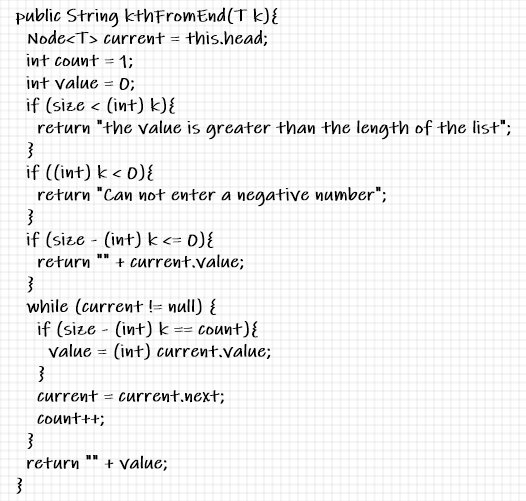 public String kthFromEnd(T k){
Node<T> current = this.head;
int count = 1;
int value = 0;
if (size < (int) k){
return "the value is greater than the length of the list";
}
if ((int) k < 0){
return "Can not enter a negative number";
}
if (size - (int) k <= 0){
return "" + current.value;
}
while (current != null) {
if (size - (int) k == count){
value = (int) current.value;
}
current = current.next;
count++;
}
return "" + value;
}